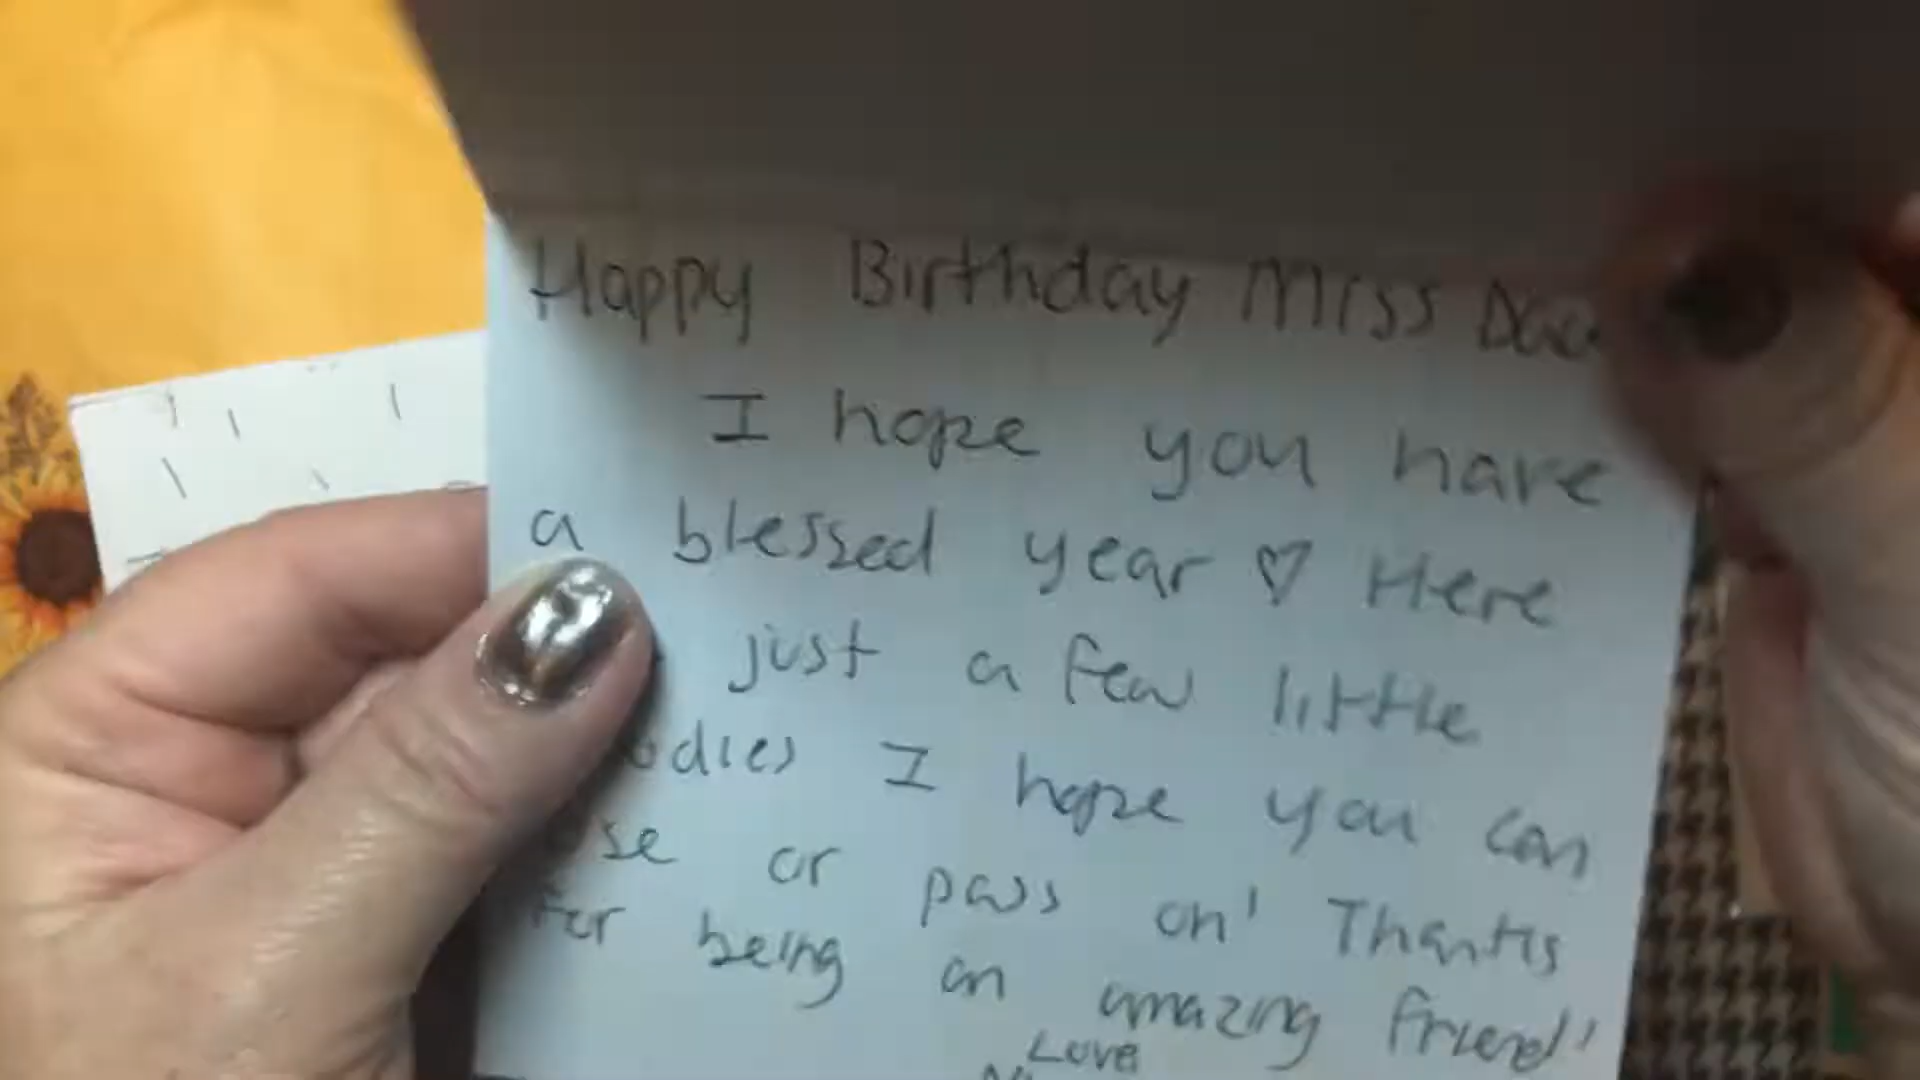 Happy Birthday Miss
I hope you have
a blessed year ♡ Here
just a few little
I hope you can
or pass on! Thanks
for being an amazing friend!
Love